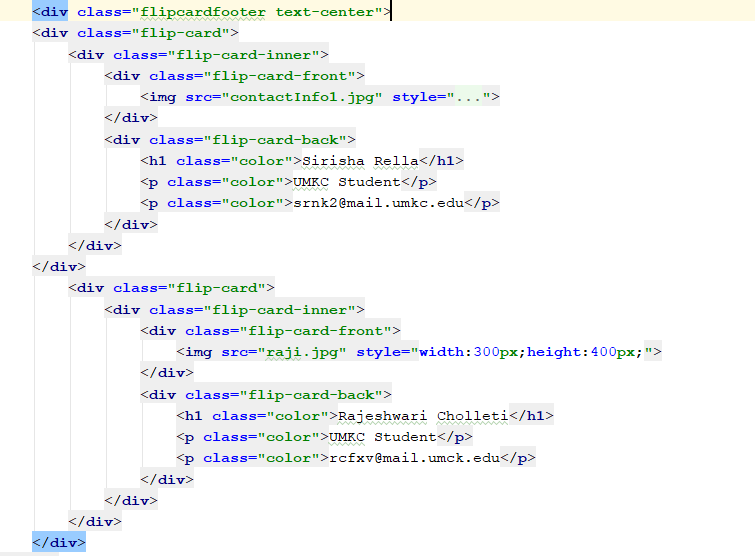 <div class="flipcardfooter text-center">
<div class="flip-card">
<div class="flip-card-inner">
<div class="flip-card-front">
<img src="contactInfo1.jpg" style="...">
</div>
<div class="flip-card-back">
<h1 class="color">Sirisha Rella</h1>
<p class="color">UMKC Student</p>
<p class="color">srnk2@mail.umkc.edu</p>
</div>
</div>
</div>
<div class="flip-card">
<div class="flip-card-inner">
<div class="flip-card-front">
<img src="raji.jpg" style="width:300px;height:400px;">
</div>
<div class="flip-card-back">
<h1 class="color">Rajeshwari Cholleti</h1>
<p class="color">UMKC Student</p>
<p class="color">rcfxv@mail.umck.edu</p>
</div>
</div>
</div>
</div>